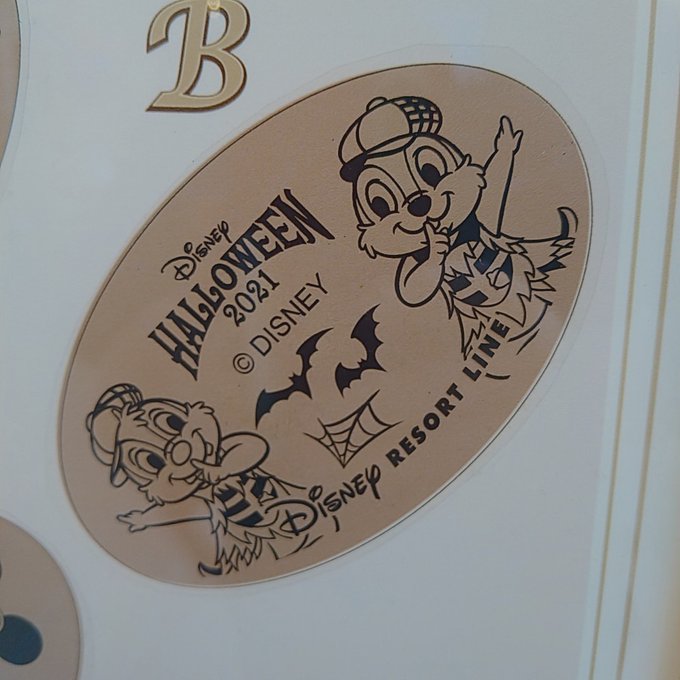 B
DISNEY
HALLOWEEN
2021
© DISNEY
DISNEY RESORT LINE